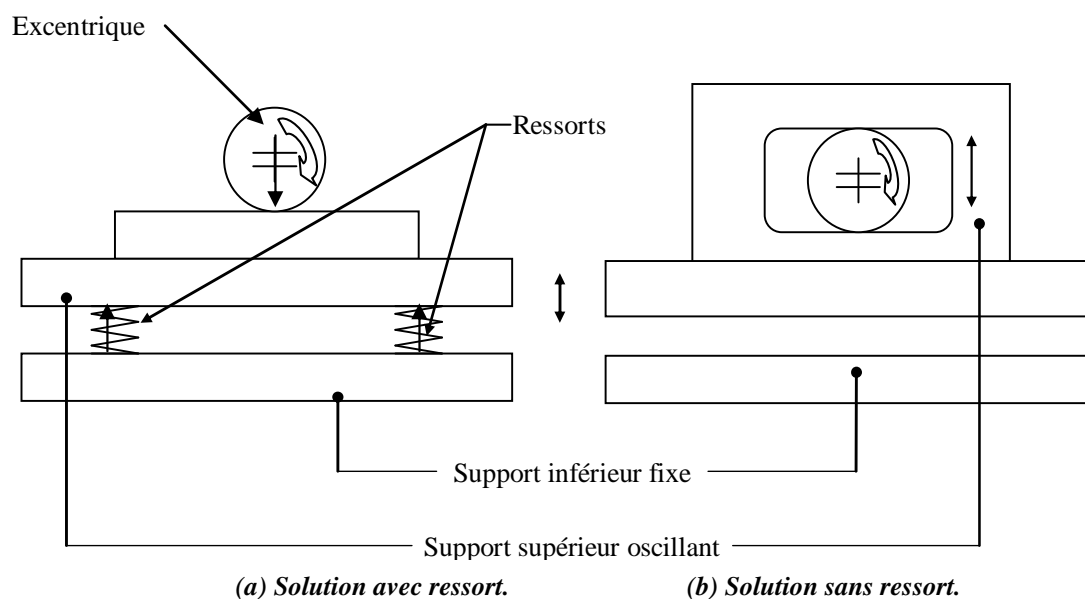 Excentrique
Ressorts
Support inférieur fixe
Support supérieur oscillant
(a) Solution avec ressort.
(b) Solution sans ressort.